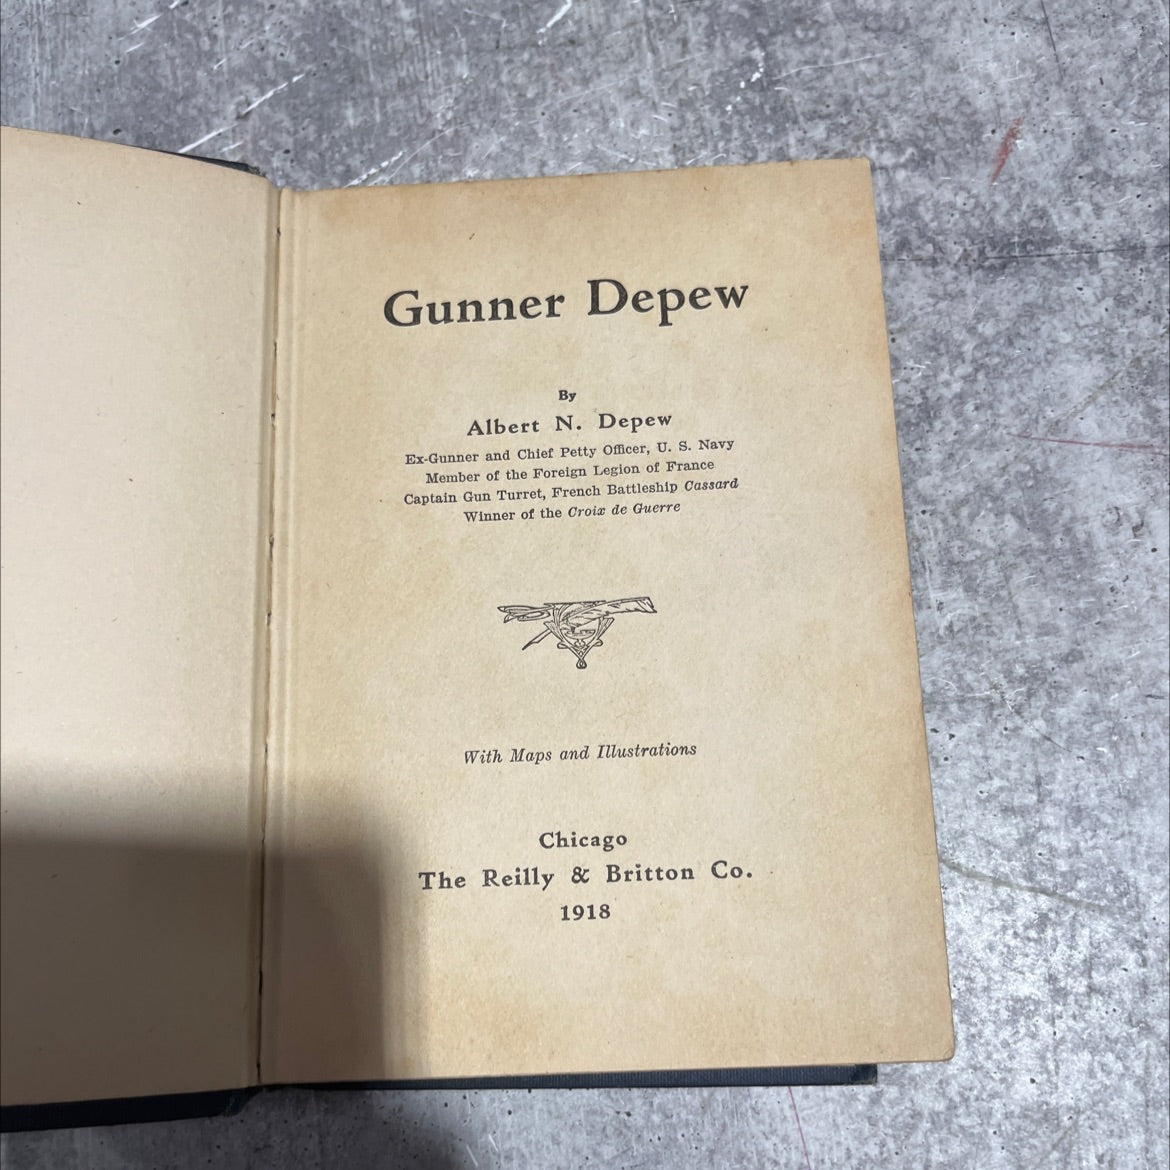 Gunner Depew
By
Albert N. Depew
Ex-Gunner and Chief Petty Officer, U. S. Navy
Member of the Foreign Legion of France
Captain Gun Turret, French Battleship Cassard
Winner of the Croix de Guerre
With Maps and Illustrations
Chicago
The Reilly & Britton Co.
1918